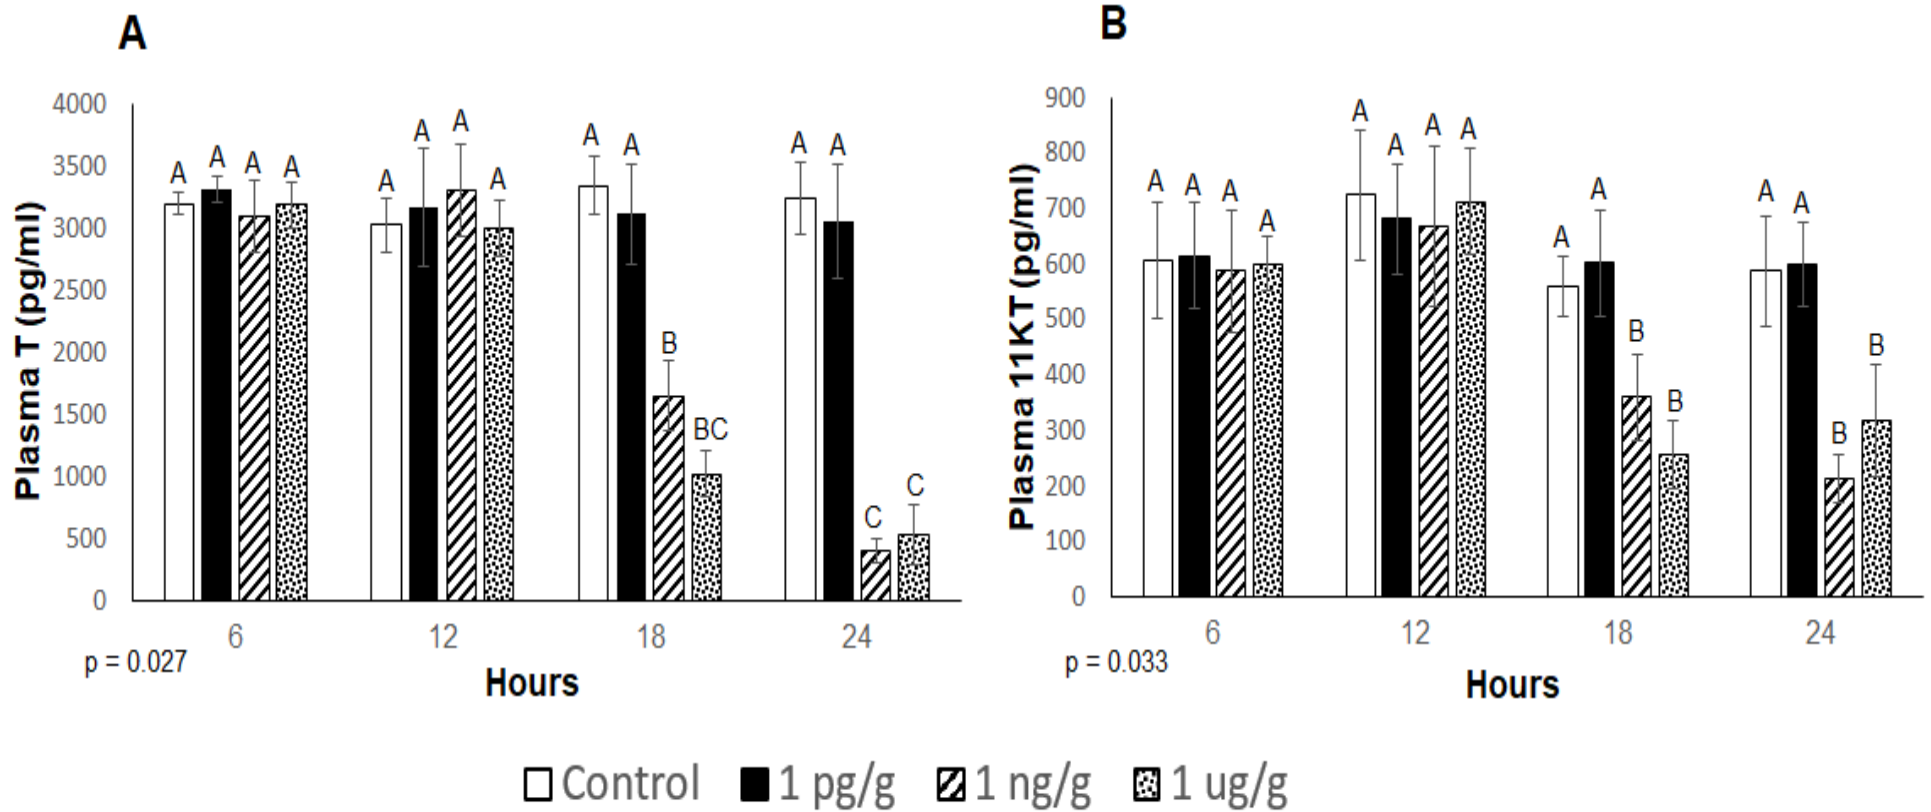 A
Plasma T (pg/ml)
4000
3500
3000
2500
2000
1500
1000
500
0
A A A A
A A A A
A A B BC
A A C C
6 12 18 24
p = 0.027
Hours
B
Plasma 11KT (pg/ml)
900
800
700
600
500
400
300
200
100
0
A A A A
A A A A
A A B B
A A B B
6 12 18 24
p = 0.033
Hours
Control 1 pg/g 1 ng/g 1 ug/g